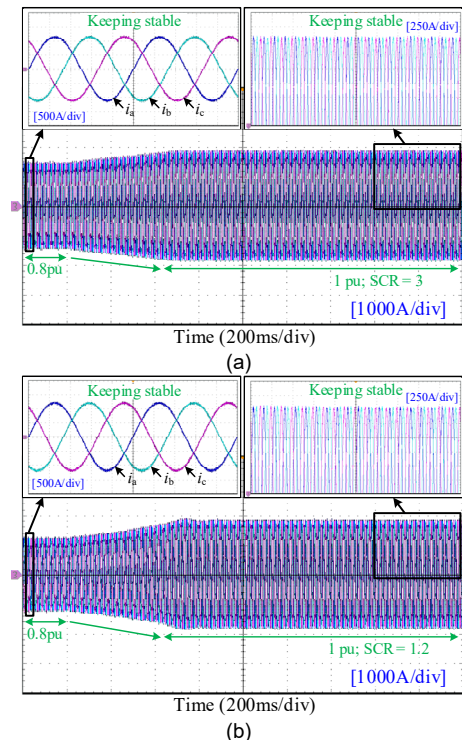 Keeping stable
Keeping stable
[250A/div]
[500A/div]
ia
ib
ic
0.8pu
1 pu; SCR = 3
[1000A/div]
Time (200ms/div)
(a)
Keeping stable
Keeping stable
[250A/div]
[500A/div]
ia
ib
ic
0.8pu
1 pu; SCR = 1.2
[1000A/div]
Time (200ms/div)
(b)